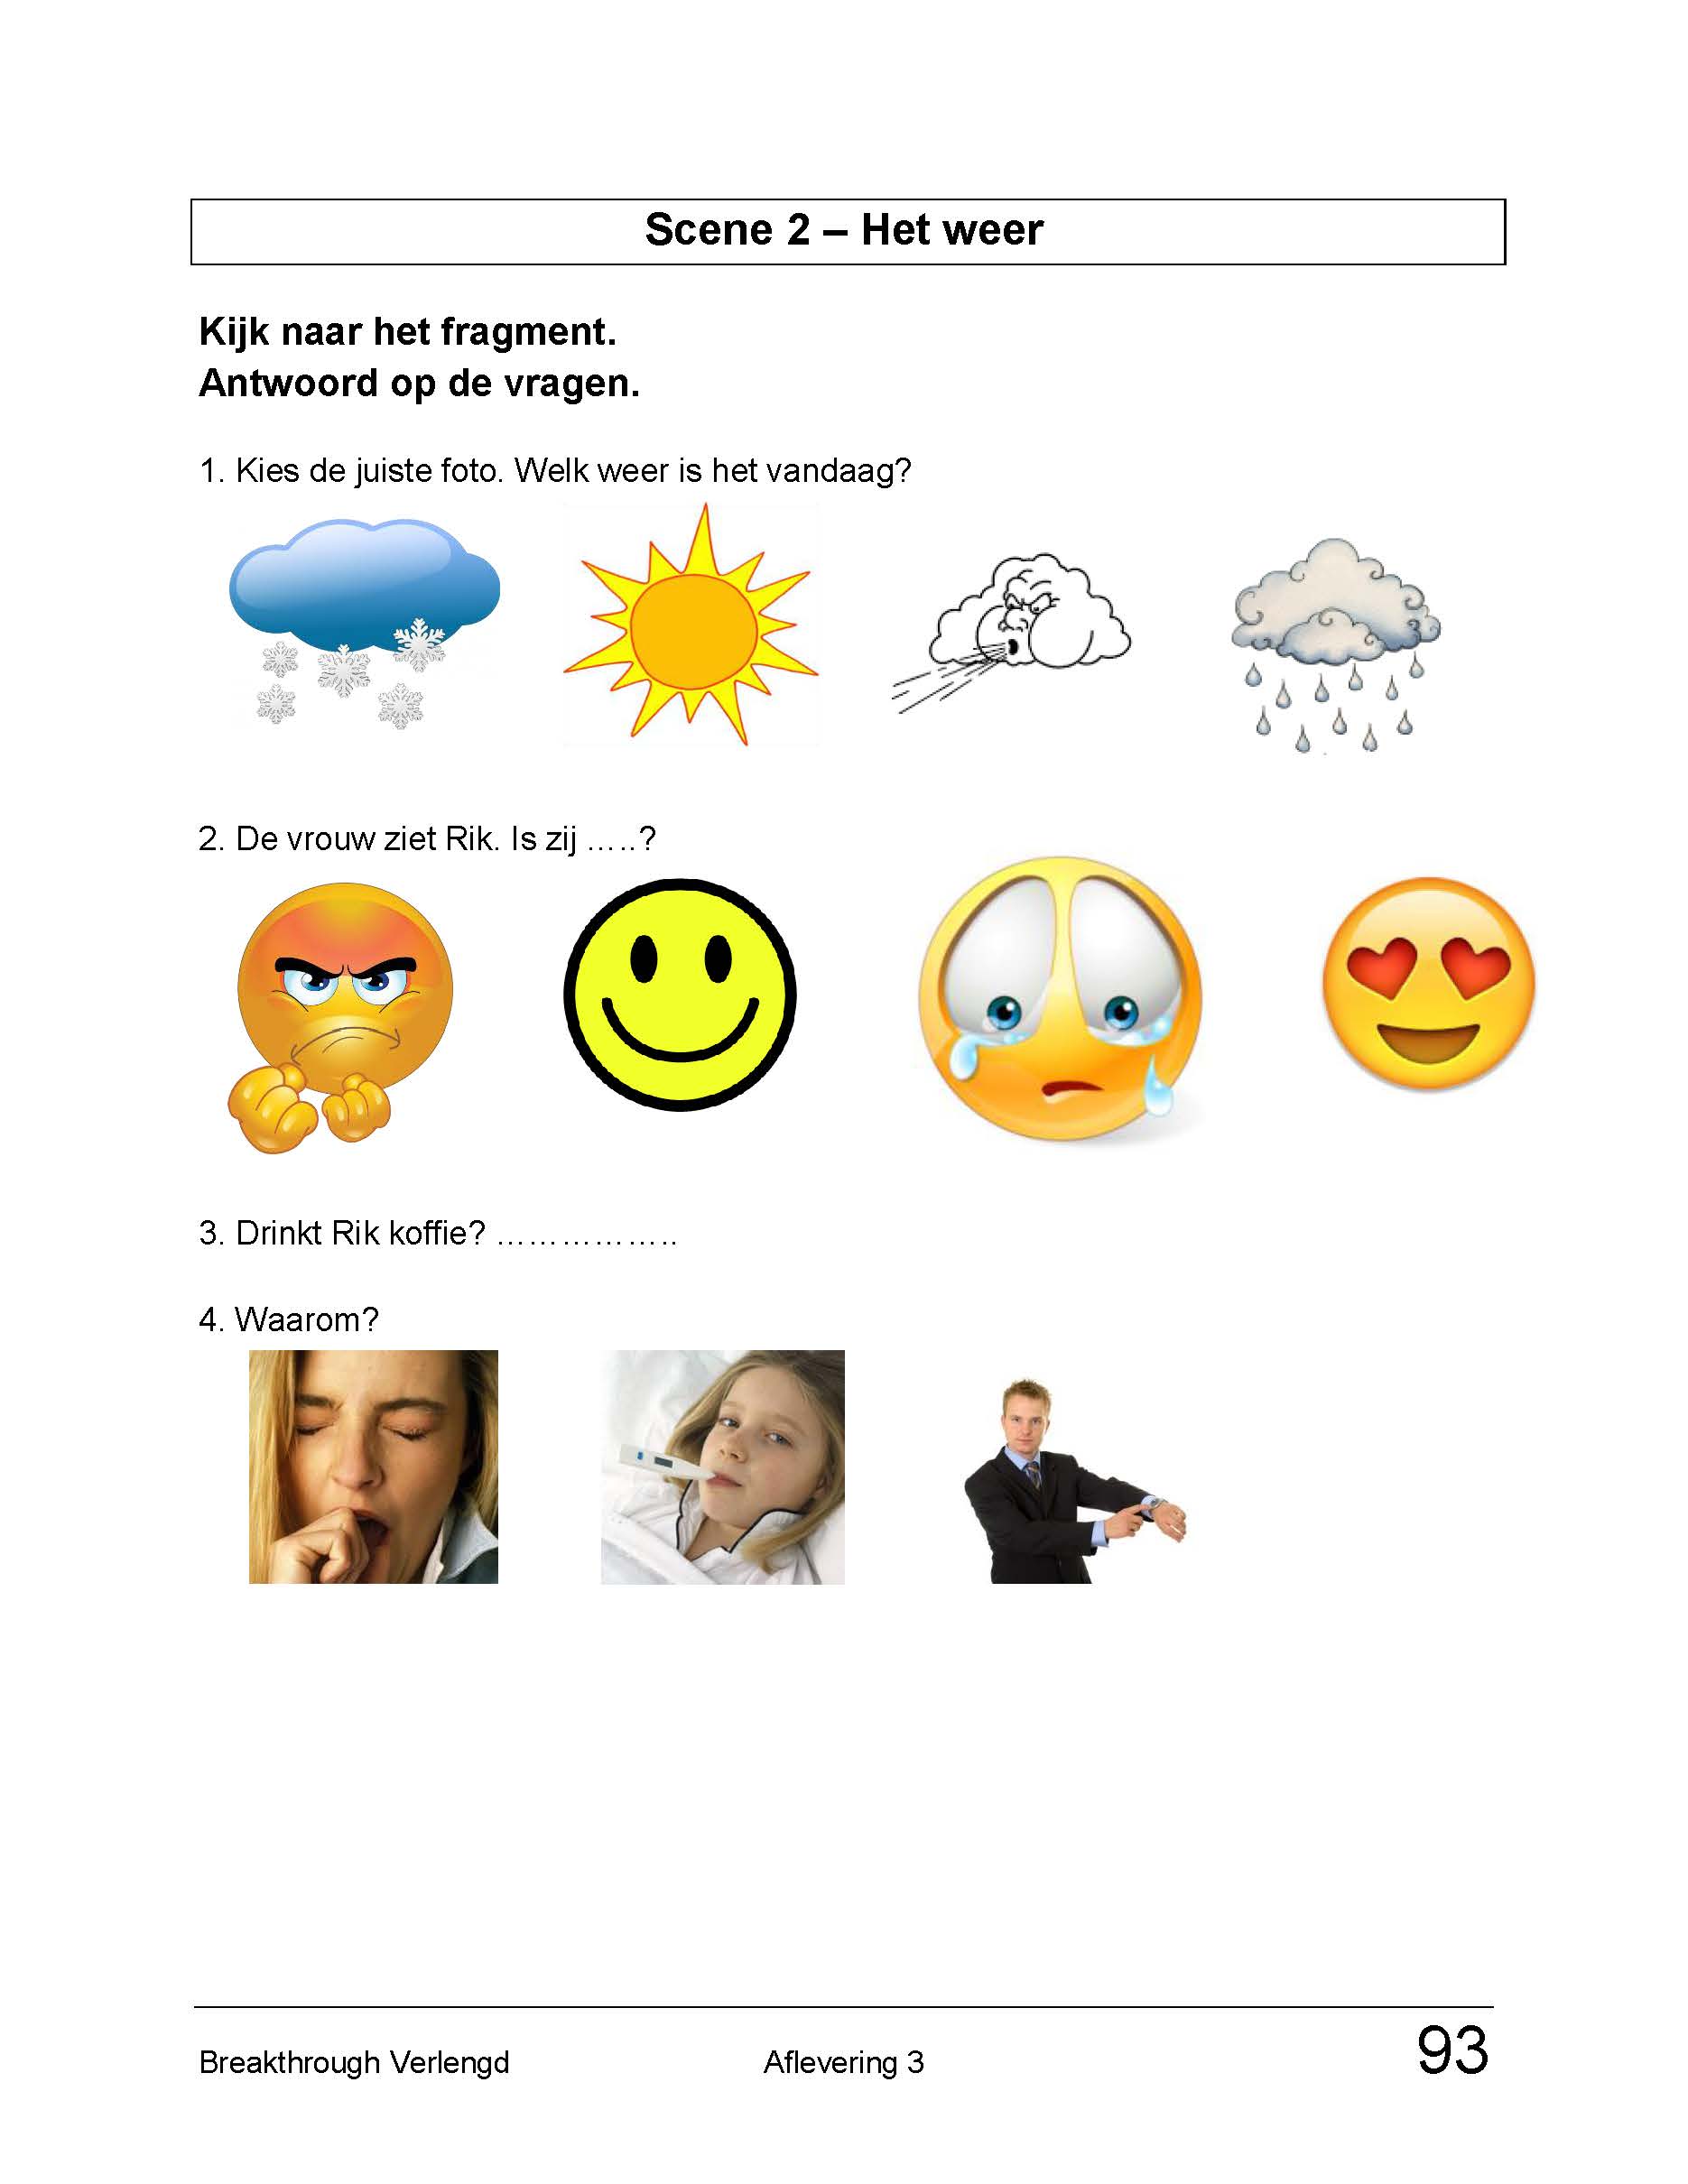 Scene 2 – Het weer
Kijk naar het fragment.
Antwoord op de vragen.
1. Kies de juiste foto. Welk weer is het vandaag?
2. De vrouw ziet Rik. Is zij …..?
3. Drinkt Rik koffie? ……………..
4. Waarom?
Breakthrough Verlengd Aflevering 3 93